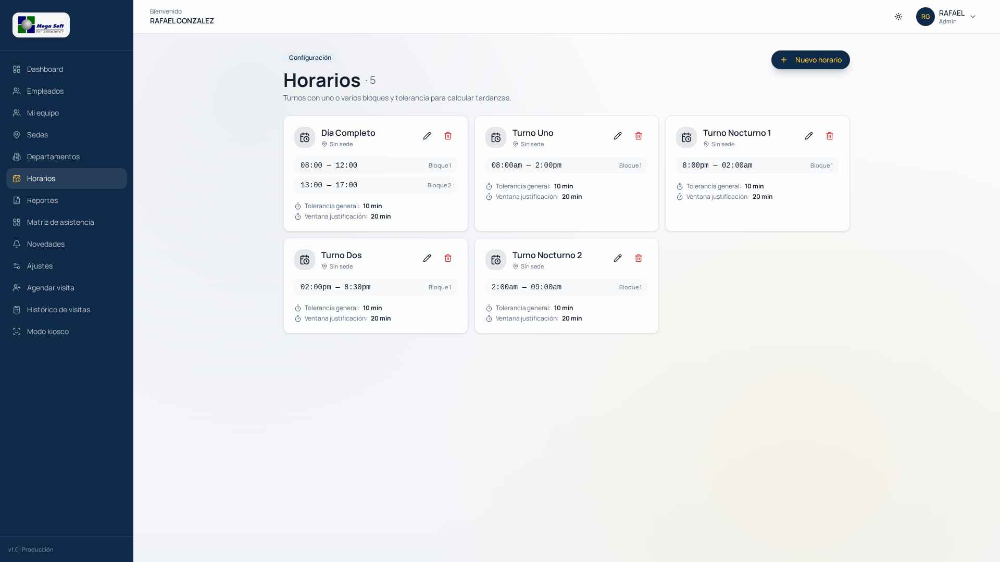 Mega Soft
Dashboard
Empleados
Mi equipo
Sedes
Departamentos
Horarios
Reportes
Matriz de asistencia
Novedades
Ajustes
Agendar visita
Histórico de visitas
Modo kiosco
v1.0 · Producción
Bienvenido
RAFAEL GONZALEZ
RG
RAFAEL
Admin
Configuración
Horarios · 5
Turnos con uno o varios bloques y tolerancia para calcular tardanzas.
Nuevo horario
Día Completo
Sin sede
08:00 — 12:00 Bloque 1
13:00 — 17:00 Bloque 2
Tolerancia general: 10 min
Ventana justificación: 20 min
Turno Uno
Sin sede
08:00am — 2:00pm Bloque 1
Tolerancia general: 10 min
Ventana justificación: 20 min
Turno Nocturno 1
Sin sede
8:00pm — 02:00am Bloque 1
Tolerancia general: 10 min
Ventana justificación: 20 min
Turno Dos
Sin sede
02:00pm — 8:30pm Bloque 1
Tolerancia general: 10 min
Ventana justificación: 20 min
Turno Nocturno 2
Sin sede
2:00am — 09:00am Bloque 1
Tolerancia general: 10 min
Ventana justificación: 20 min